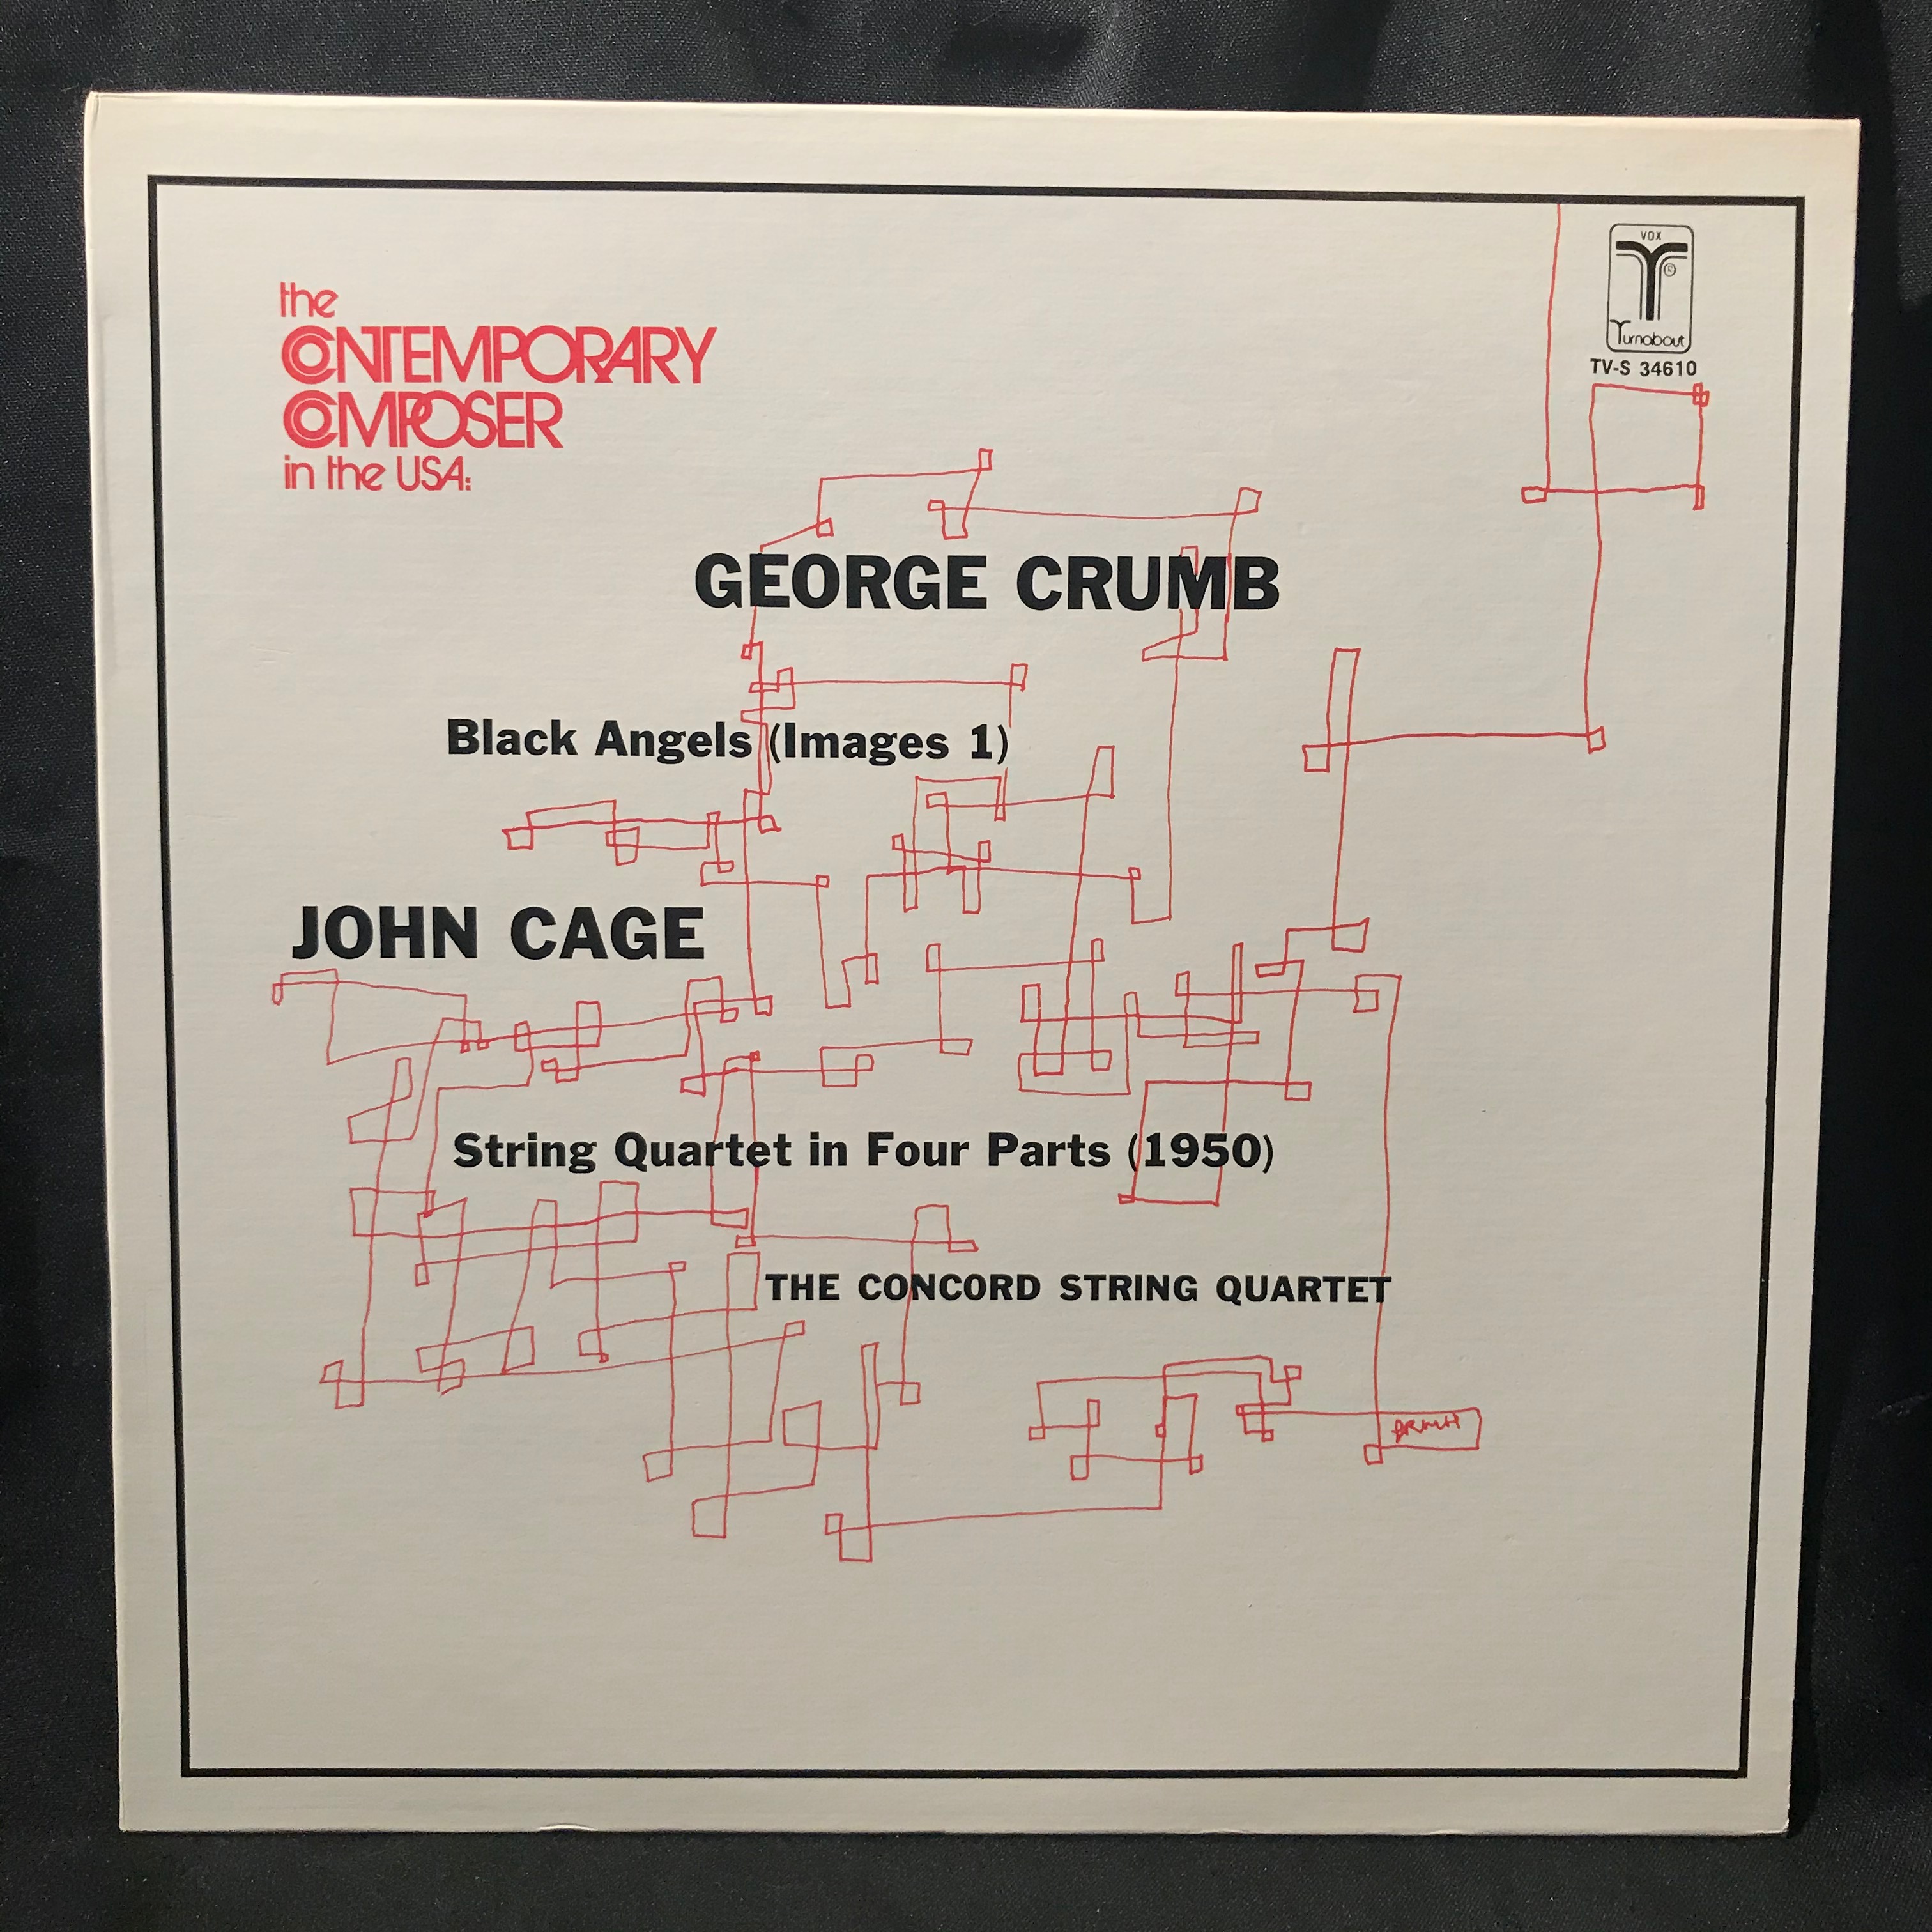 the
CONTEMPORARY
COMPOSER
in the USA:
VOX
®
Turnabout
TV-S 34610
GEORGE CRUMB
Black Angels (Images 1)
JOHN CAGE
String Quartet in Four Parts (1950)
THE CONCORD STRING QUARTET